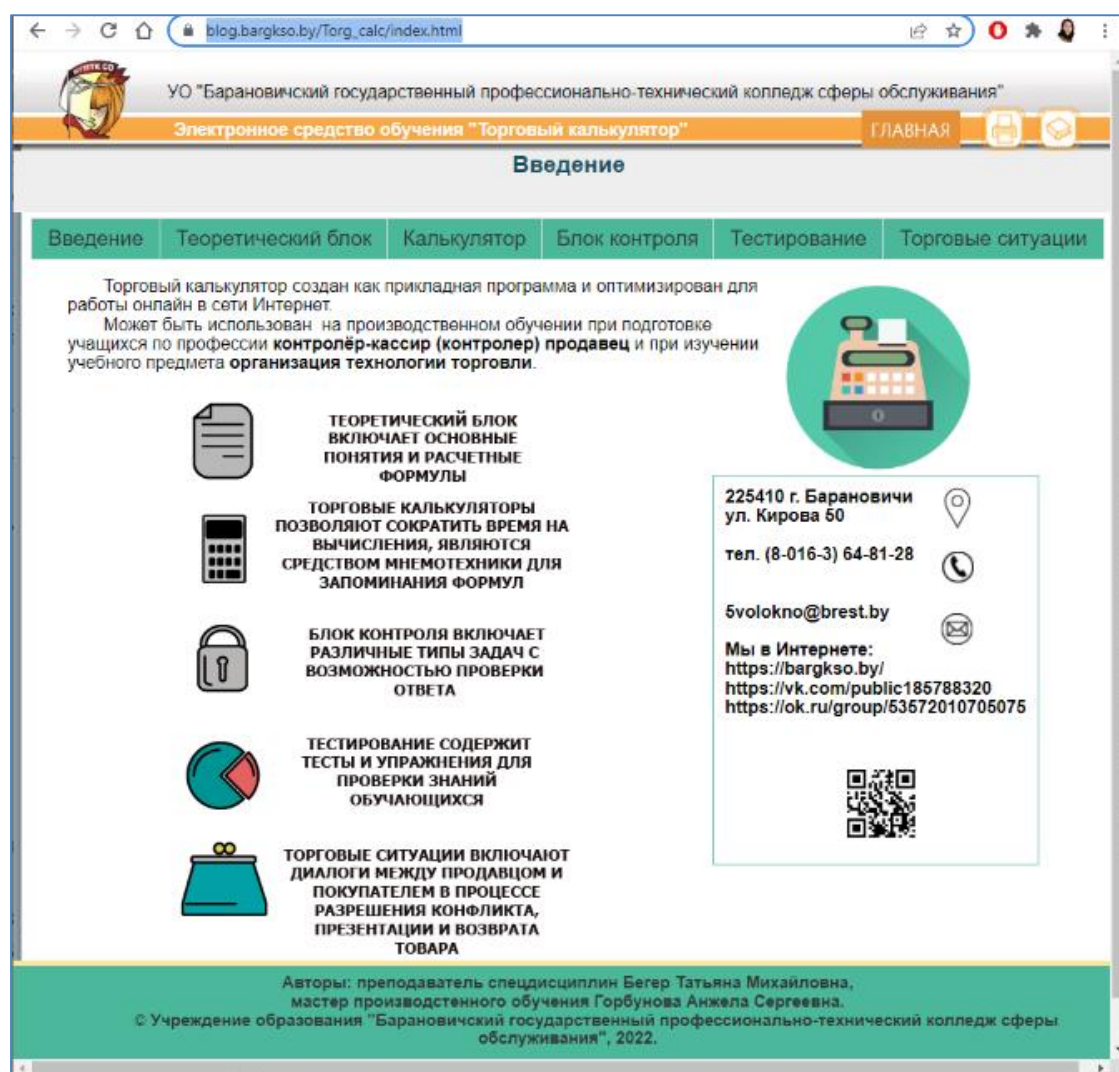 blog.bargkso.by/Torg_calc/index.html
УО "Барановичский государственный профессионально-технический колледж сферы обслуживания"
Электронное средство обучения "Торговый калькулятор"
ГЛАВНАЯ
Введение
Введение Теоретический блок Калькулятор Блок контроля Тестирование Торговые ситуации
Торговый калькулятор создан как прикладная программа и оптимизирован для
работы онлайн в сети Интернет.
Может быть использован на производственном обучении при подготовке
учащихся по профессии контролёр-кассир (контролер) продавец и при изучении
учебного предмета организация технологии торговли.
ТЕОРЕТИЧЕСКИЙ БЛОК
ВКЛЮЧАЕТ ОСНОВНЫЕ
ПОНЯТИЯ И РАСЧЕТНЫЕ
ФОРМУЛЫ
ТОРГОВЫЕ КАЛЬКУЛЯТОРЫ
ПОЗВОЛЯЮТ СОКРАТИТЬ ВРЕМЯ НА
ВЫЧИСЛЕНИЯ, ЯВЛЯЮТСЯ
СРЕДСТВОМ МНЕМОТЕХНИКИ ДЛЯ
ЗАПОМИНАНИЯ ФОРМУЛ
БЛОК КОНТРОЛЯ ВКЛЮЧАЕТ
РАЗЛИЧНЫЕ ТИПЫ ЗАДАЧ С
ВОЗМОЖНОСТЬЮ ПРОВЕРКИ
ОТВЕТА
ТЕСТИРОВАНИЕ СОДЕРЖИТ
ТЕСТЫ И УПРАЖНЕНИЯ ДЛЯ
ПРОВЕРКИ ЗНАНИЙ
ОБУЧАЮЩИХСЯ
ТОРГОВЫЕ СИТУАЦИИ ВКЛЮЧАЮТ
ДИАЛОГИ МЕЖДУ ПРОДАВЦОМ И
ПОКУПАТЕЛЕМ В ПРОЦЕССЕ
РАЗРЕШЕНИЯ КОНФЛИКТА,
ПРЕЗЕНТАЦИИ И ВОЗВРАТА
ТОВАРА
225410 г. Барановичи
ул. Кирова 50
тел. (8-016-3) 64-81-28
5volokno@brest.by
Мы в Интернете:
https://bargkso.by/
https://vk.com/public185788320
https://ok.ru/group/53572010705075
Авторы: преподаватель спецдисциплин Бегер Татьяна Михайловна,
мастер производстенного обучения Горбунова Анжела Сергеевна.
© Учреждение образования "Барановичский государственный профессионально-технический колледж сферы
обслуживания", 2022.